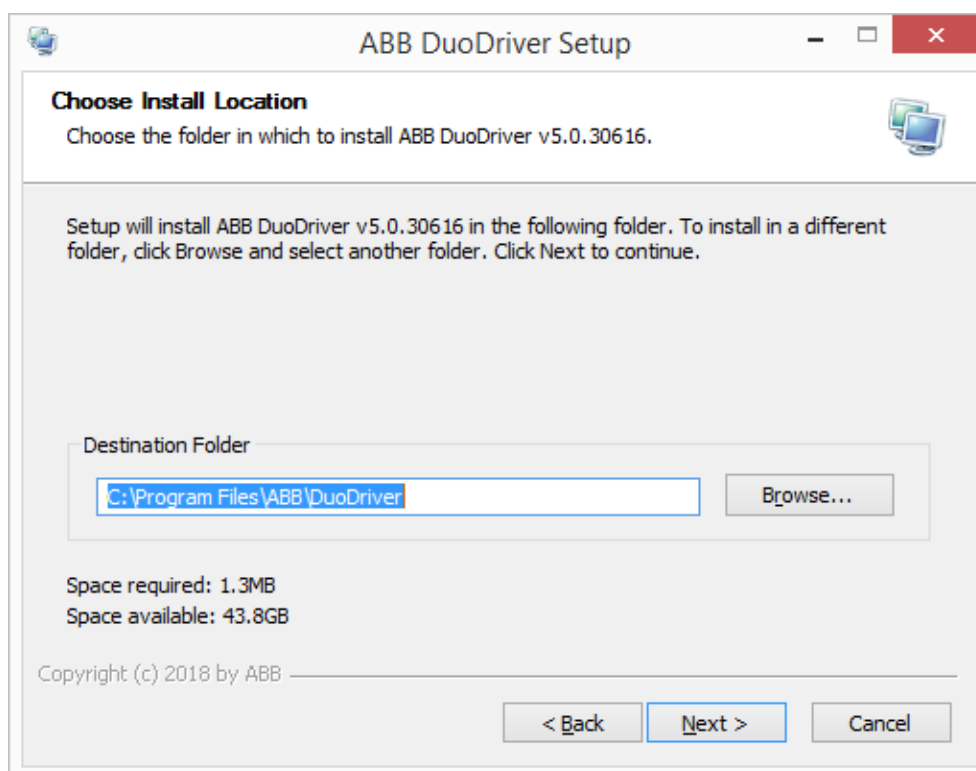 ABB DuoDriver Setup
Choose Install Location
Choose the folder in which to install ABB DuoDriver v5.0.30616.
Setup will install ABB DuoDriver v5.0.30616 in the following folder. To install in a different
folder, click Browse and select another folder. Click Next to continue.
Destination Folder
C:\Program Files\ABB\DuoDriver
Browse...
Space required: 1.3MB
Space available: 43.8GB
Copyright (c) 2018 by ABB
< Back
Next >
Cancel